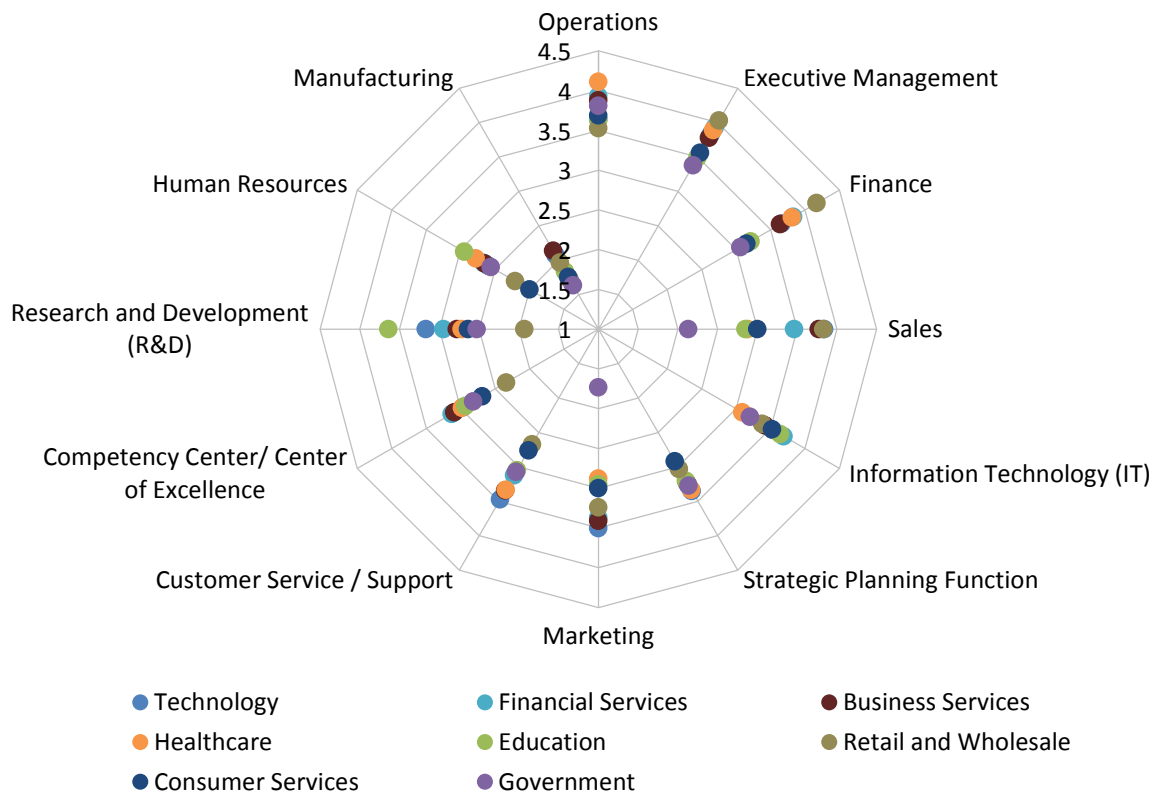 Operations
4.5
Manufacturing
Executive Management
4
3.5
Human Resources
3
Finance
2.5
2
Research and Development
(R&D)
1.5
1
Sales
Competency Center/ Center
of Excellence
Information Technology (IT)
Customer Service / Support
Strategic Planning Function
Marketing
Technology
Financial Services
Business Services
Healthcare
Education
Retail and Wholesale
Consumer Services
Government